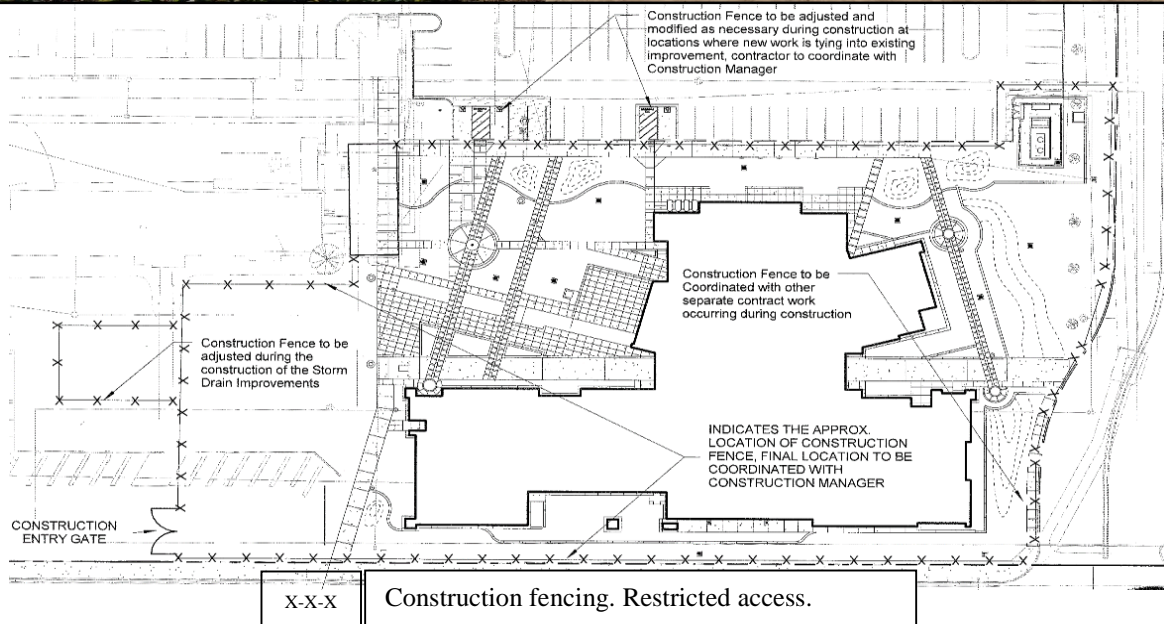 Construction Fence to be adjusted and
modified as necessary during construction at
locations where new work is tying into existing
improvement, contractor to coordinate with
Construction Manager
Construction Fence to be
Coordinated with other
separate contract work
occurring during construction
Construction Fence to be
adjusted during the
construction of the Storm
Drain Improvements
INDICATES THE APPROX.
LOCATION OF CONSTRUCTION
FENCE, FINAL LOCATION TO BE
COORDINATED WITH
CONSTRUCTION MANAGER
CONSTRUCTION
ENTRY GATE
X-X-X
Construction fencing. Restricted access.